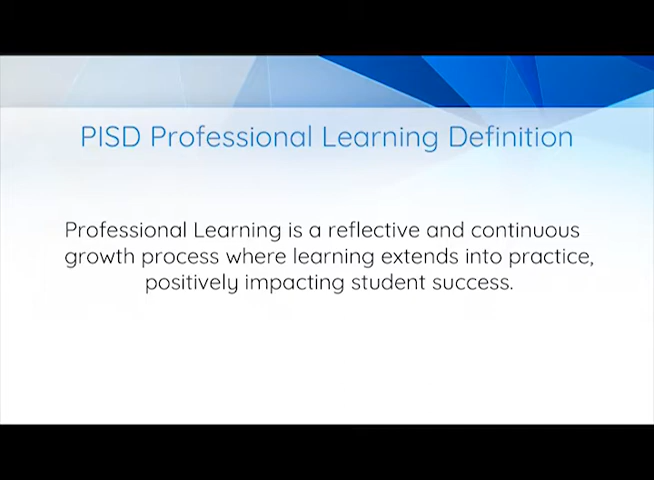 PISD Professional Learning Definition
Professional Learning is a reflective and continuous
growth process where learning extends into practice,
positively impacting student success.